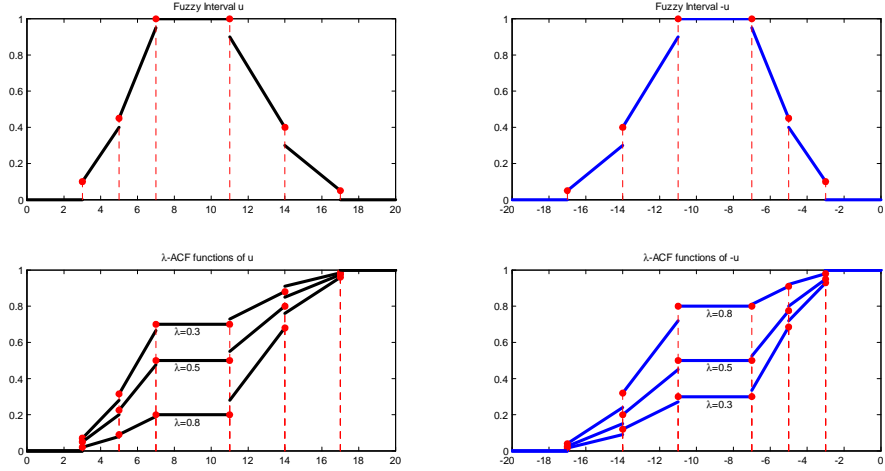 Fuzzy Interval u
1
0.8
0.6
0.4
0.2
0
0 2 4 6 8 10 12 14 16 18 20
Fuzzy Interval -u
1
0.8
0.6
0.4
0.2
0
-20 -18 -16 -14 -12 -10 -8 -6 -4 -2 0
λ-ACF functions of u
1
0.8
0.6
0.4
0.2
0
λ=0.3
λ=0.5
λ=0.8
0 2 4 6 8 10 12 14 16 18 20
λ-ACF functions of -u
1
0.8
0.6
0.4
0.2
0
λ=0.8
λ=0.5
λ=0.3
-20 -18 -16 -14 -12 -10 -8 -6 -4 -2 0